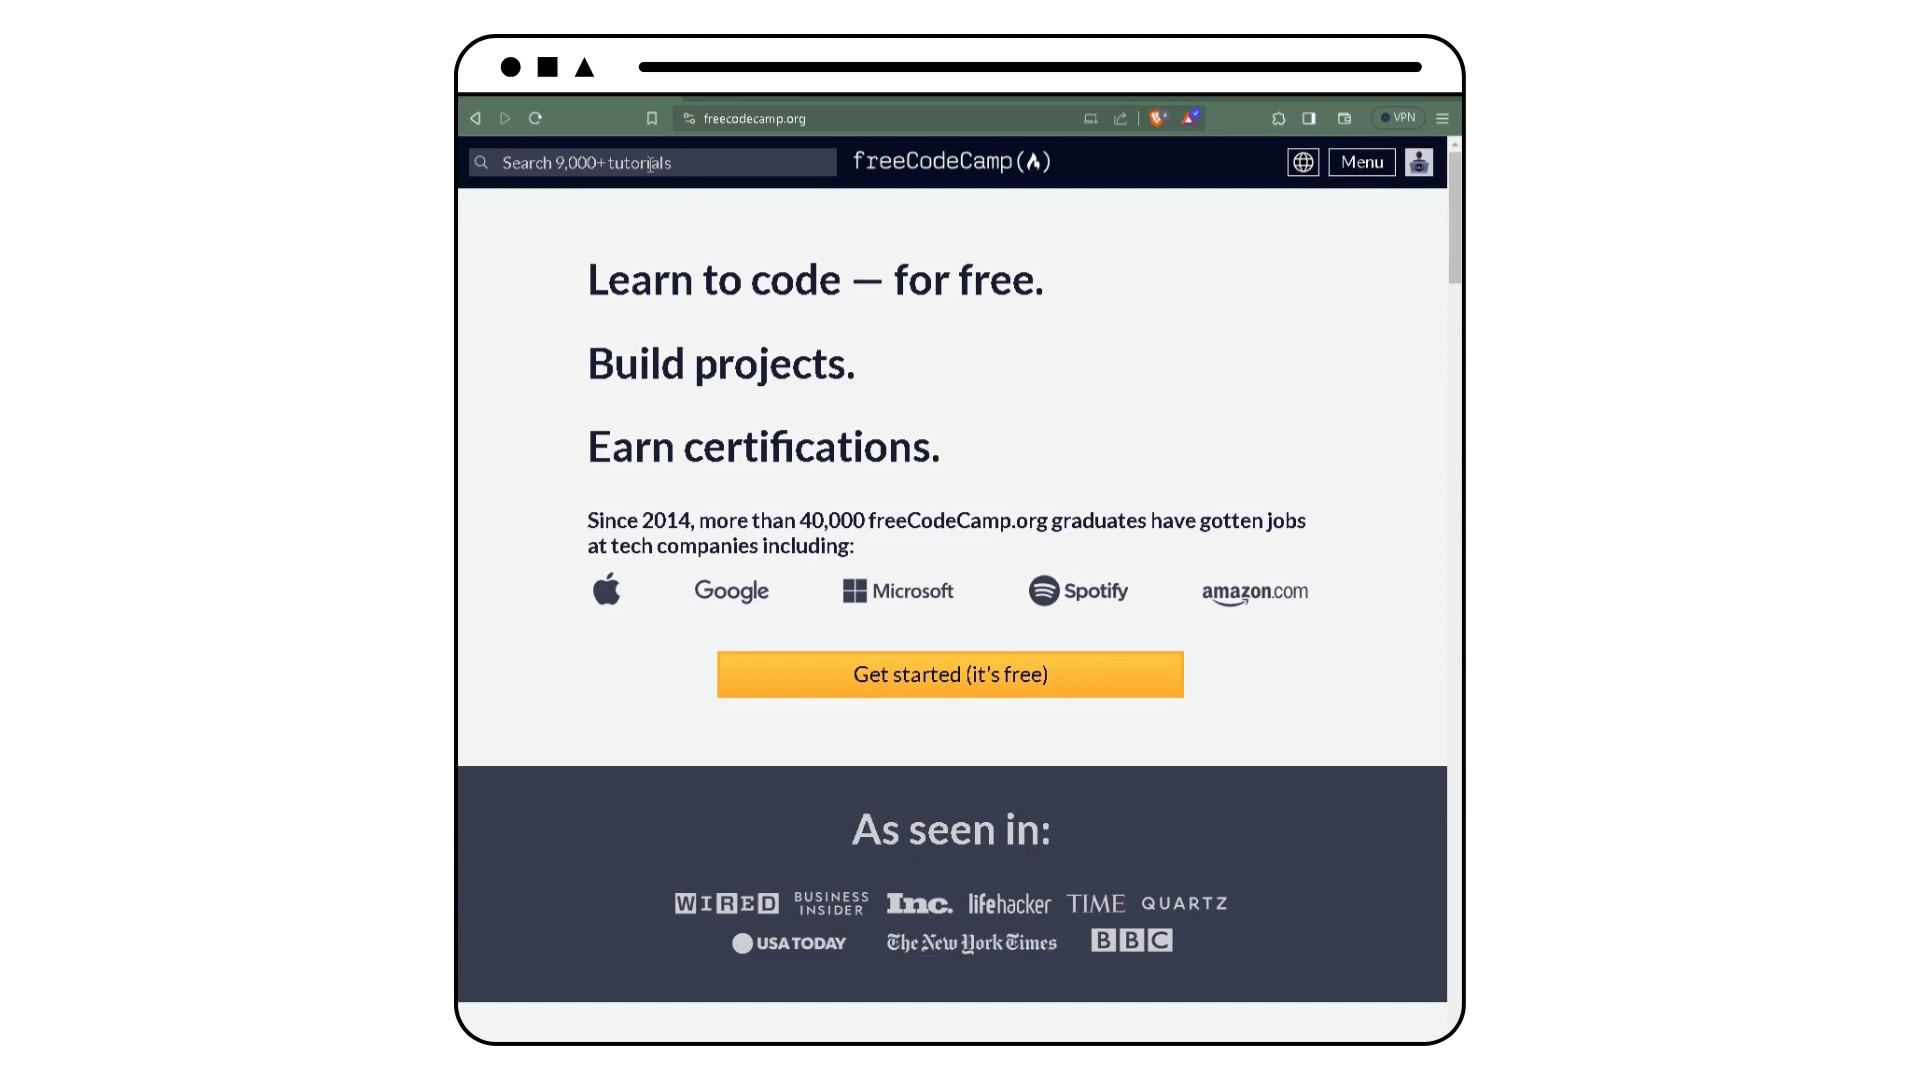 freecodecamp.org
VPN
Search 9,000+ tutorials
freeCodeCamp
Menu
Learn to code — for free.
Build projects.
Earn certifications.
Since 2014, more than 40,000 freeCodeCamp.org graduates have gotten jobs
at tech companies including:
Google
Microsoft
Spotify
amazon.com
Get started (it's free)
As seen in:
WIRED
BUSINESS
INSIDER
Inc.
lifehacker
TIME
QUARTZ
USA TODAY
The New York Times
BBC